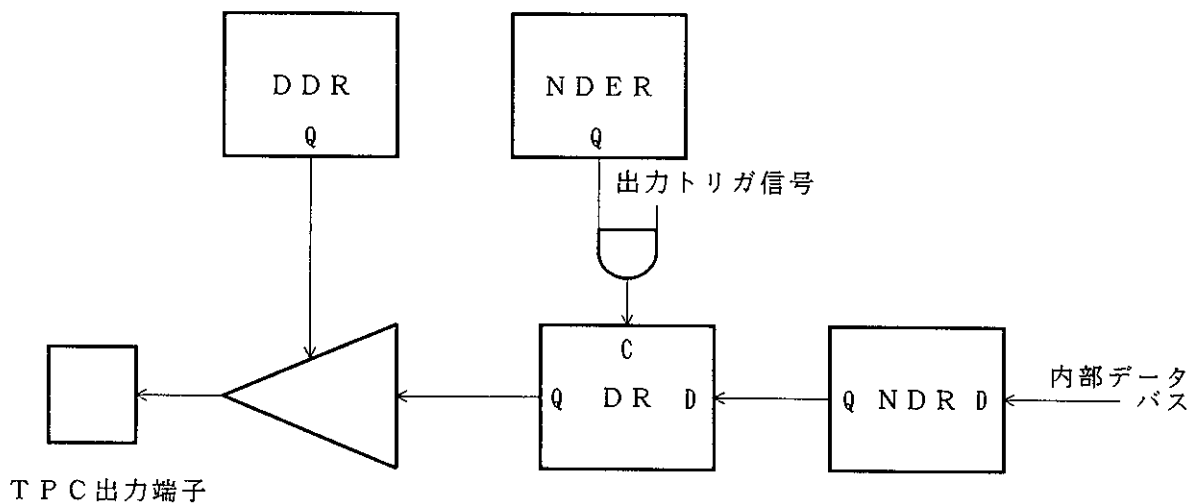 DDR
Q
NDER
Q
出力トリガ信号
C
Q DR D
Q NDR D
内部データ
バス
TPC出力端子